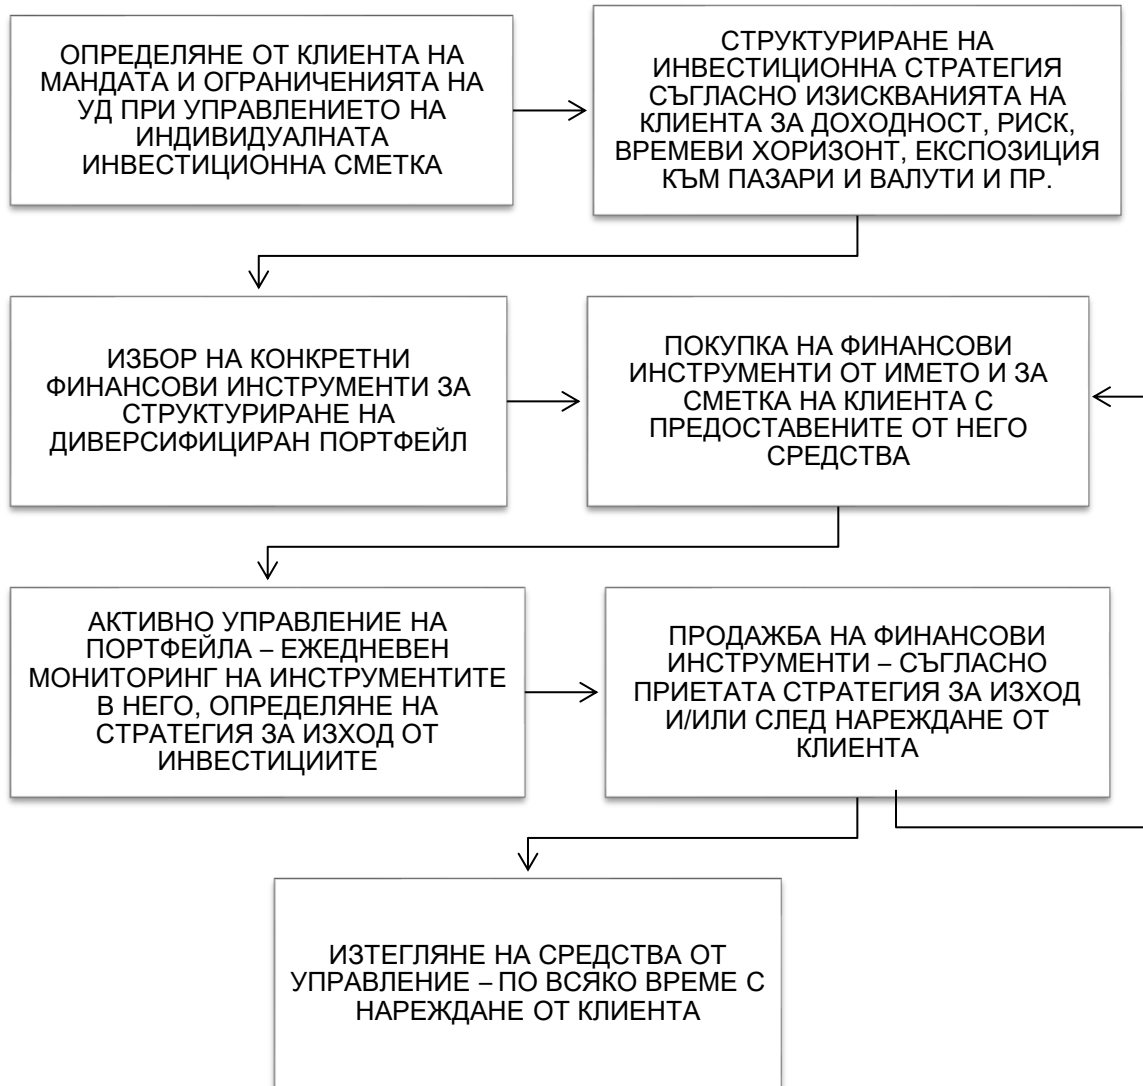 ОПРЕДЕЛЯНЕ ОТ КЛИЕНТА НА
МАНДАТА И ОГРАНИЧЕНИЯТА НА
УД ПРИ УПРАВЛЕНИЕТО НА
ИНДИВИДУАЛНАТА
ИНВЕСТИЦИОННА СМЕТКА
СТРУКТУРИРАНЕ НА
ИНВЕСТИЦИОННА СТРАТЕГИЯ
СЪГЛАСНО ИЗИСКВАНИЯТА НА
КЛИЕНТА ЗА ДОХОДНОСТ, РИСК,
ВРЕМЕВИ ХОРИЗОНТ, ЕКСПОЗИЦИЯ
КЪМ ПАЗАРИ И ВАЛУТИ И ПР.
ИЗБОР НА КОНКРЕТНИ
ФИНАНСОВИ ИНСТРУМЕНТИ ЗА
СТРУКТУРИРАНЕ НА
ДИВЕРСИФИЦИРАН ПОРТФЕЙЛ
ПОКУПКА НА ФИНАНСОВИ
ИНСТРУМЕНТИ ОТ ИМЕТО И ЗА
СМЕТКА НА КЛИЕНТА С
ПРЕДОСТАВЕНИТЕ ОТ НЕГО
СРЕДСТВА
АКТИВНО УПРАВЛЕНИЕ НА
ПОРТФЕЙЛА – ЕЖЕДНЕВЕН
МОНИТОРИНГ НА ИНСТРУМЕНТИТЕ
В НЕГО, ОПРЕДЕЛЯНЕ НА
СТРАТЕГИЯ ЗА ИЗХОД ОТ
ИНВЕСТИЦИИТЕ
ПРОДАЖБА НА ФИНАНСОВИ
ИНСТРУМЕНТИ – СЪГЛАСНО
ПРИЕТАТА СТРАТЕГИЯ ЗА ИЗХОД
И/ИЛИ СЛЕД НАРЕЖДАНЕ ОТ
КЛИЕНТА
ИЗТЕГЛЯНЕ НА СРЕДСТВА ОТ
УПРАВЛЕНИЕ – ПО ВСЯКО ВРЕМЕ С
НАРЕЖДАНЕ ОТ КЛИЕНТА